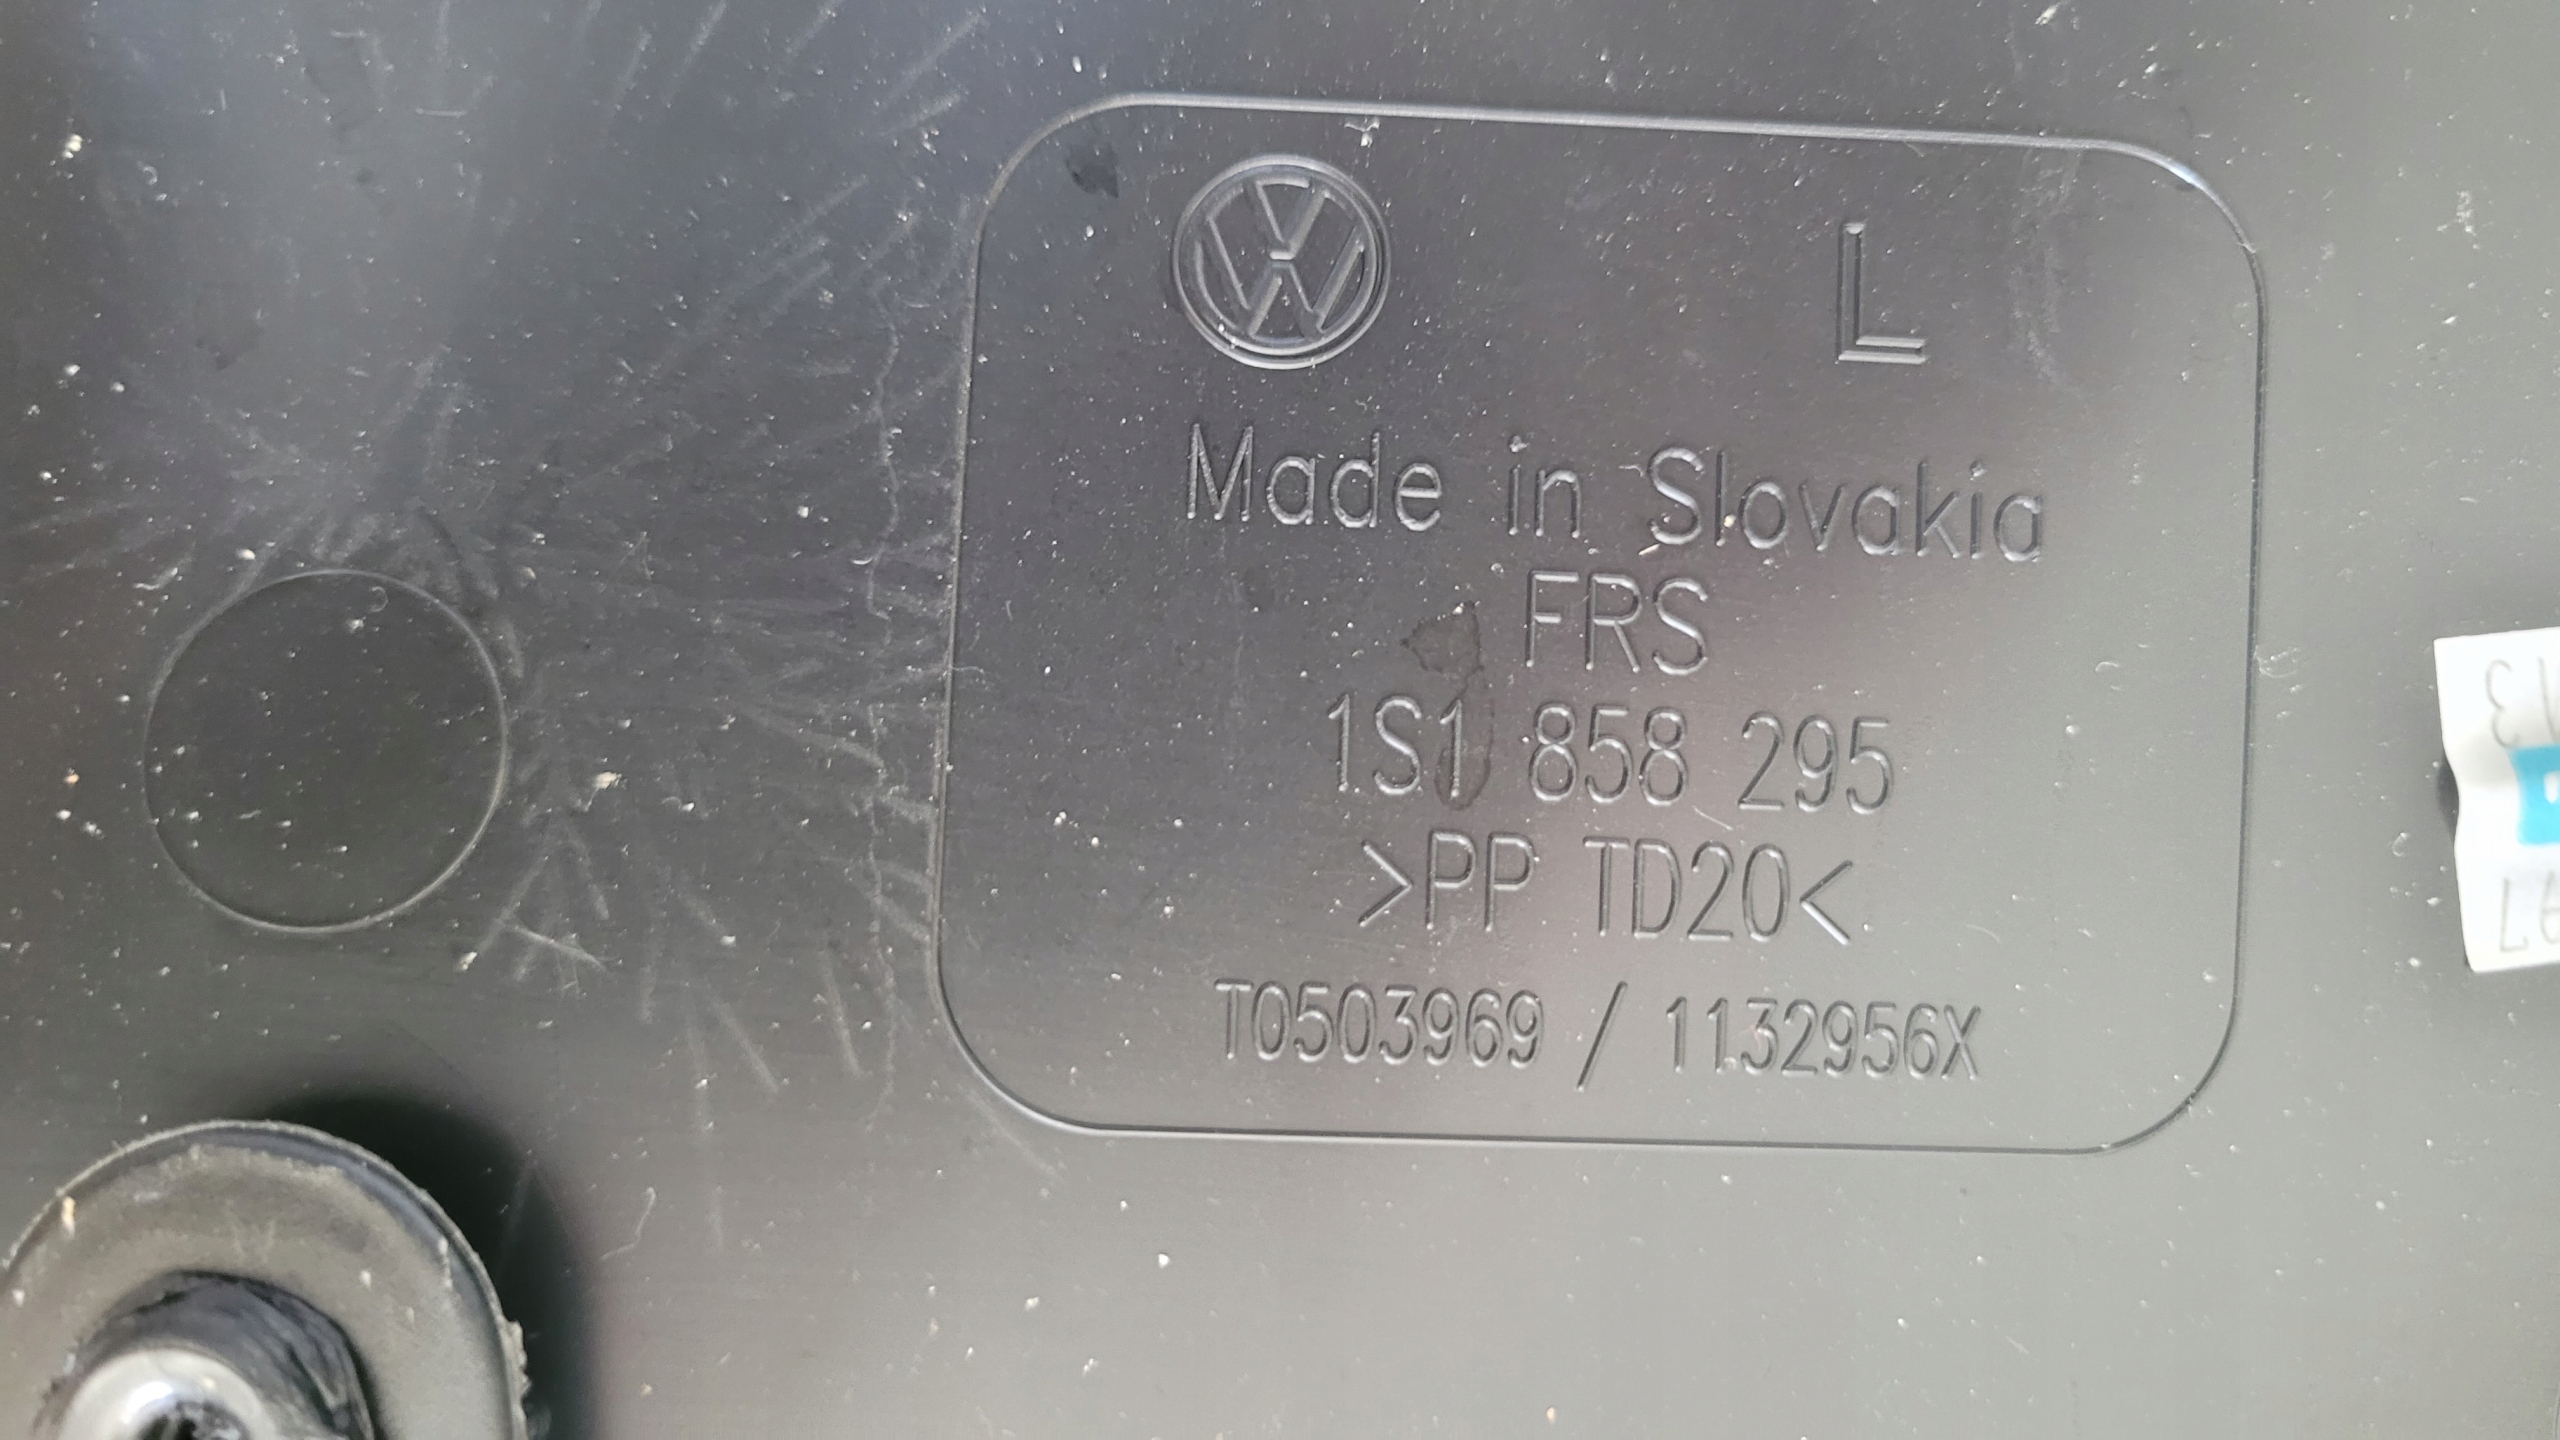 L
Made in Slovakia
FRS
1S1 858 295
>PP TD20<
T0503969 / 1132956X